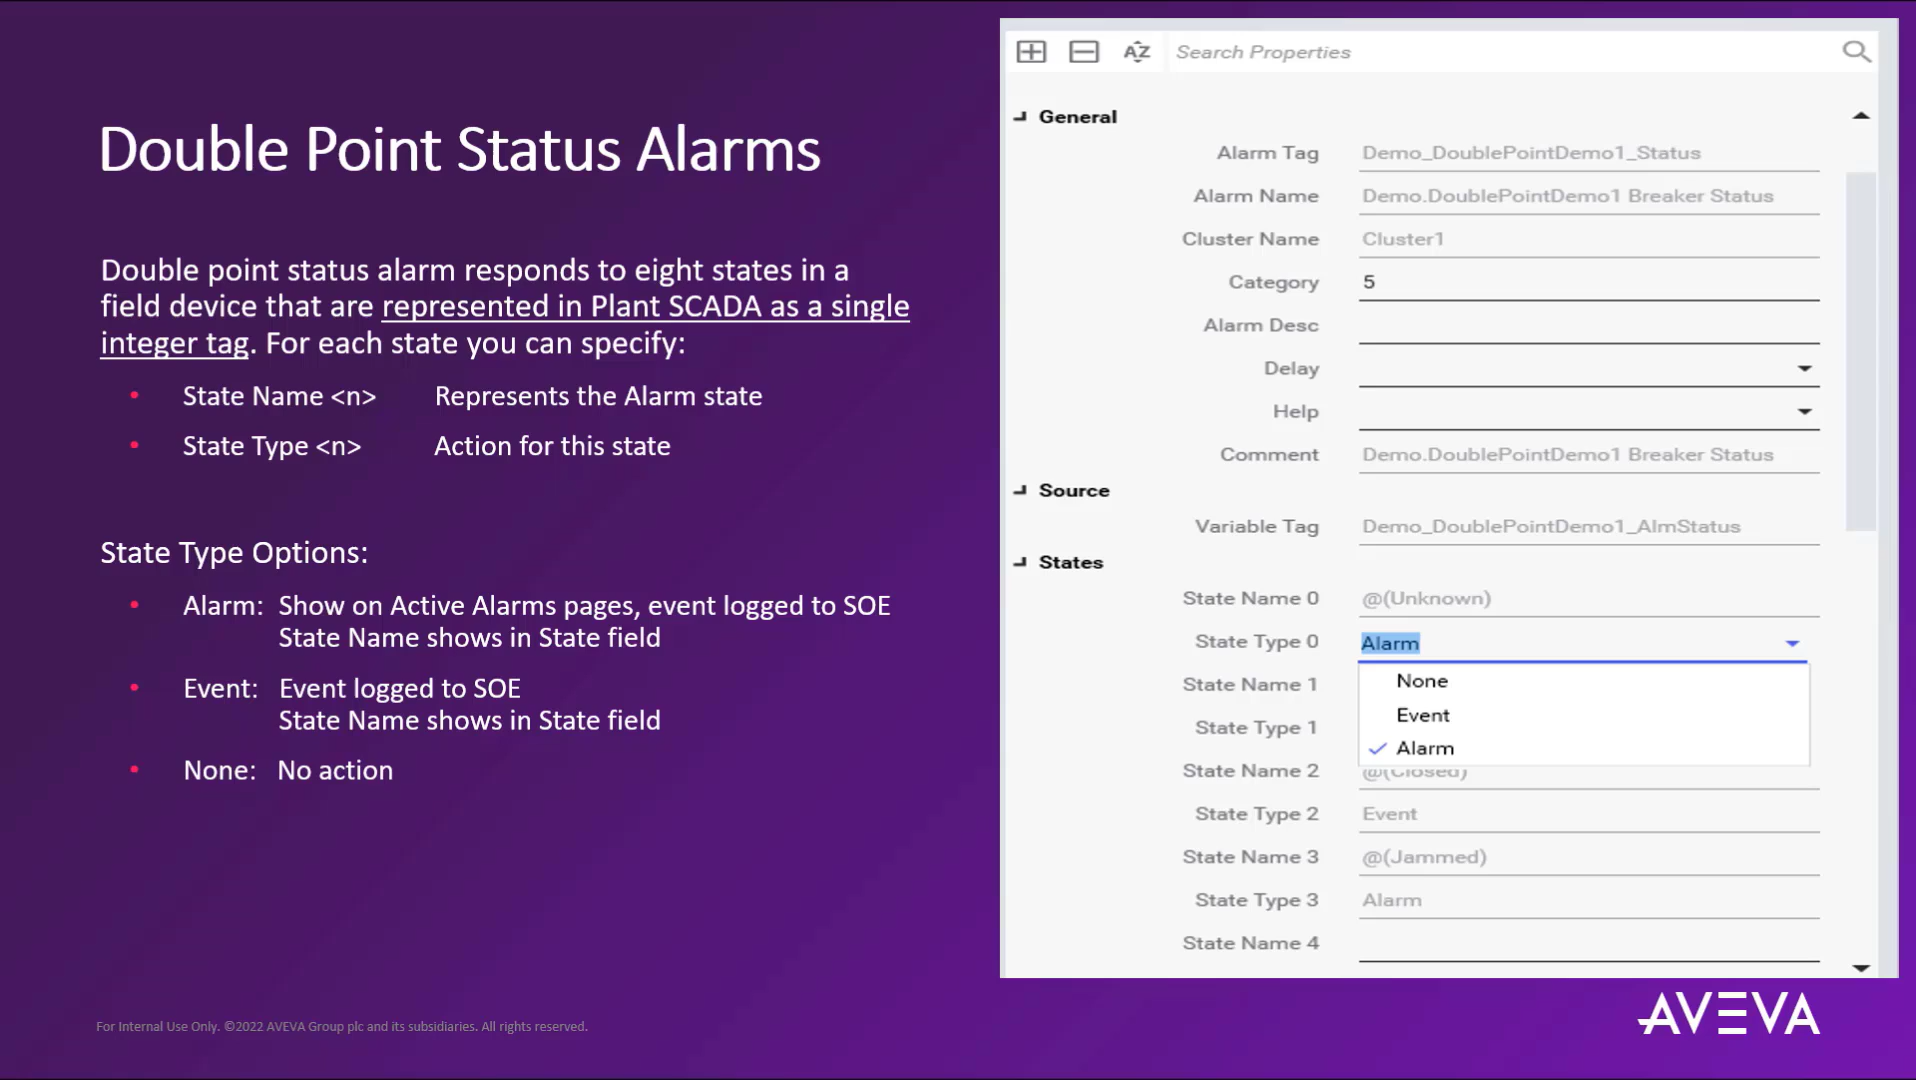 Double Point Status Alarms
Double point status alarm responds to eight states in a
field device that are represented in Plant SCADA as a single
integer tag. For each state you can specify:
• State Name <n> Represents the Alarm state
• State Type <n> Action for this state
State Type Options:
• Alarm: Show on Active Alarms pages, event logged to SOE
State Name shows in State field
• Event: Event logged to SOE
State Name shows in State field
• None: No action
For Internal Use Only. ©2022 AVEVA Group plc and its subsidiaries. All rights reserved.
AZ Search Properties
General
Alarm Tag Demo_DoublePointDemo1_Status
Alarm Name Demo.DoublePointDemo1 Breaker Status
Cluster Name Cluster1
Category 5
Alarm Desc
Delay
Help
Comment Demo.DoublePointDemo1 Breaker Status
Source
Variable Tag Demo_DoublePointDemo1_AlmStatus
States
State Name 0 @(Unknown)
State Type 0 Alarm
None
State Name 1
Event
State Type 1
Alarm
State Name 2 @(Closed)
State Type 2 Event
State Name 3 @(Jammed)
State Type 3 Alarm
State Name 4
AVEVA